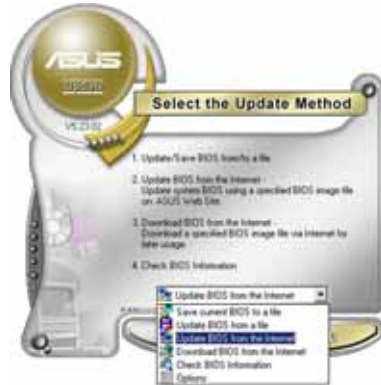 ASUS
Update
V5.23.02
Select the Update Method
1. Update/Save BIOS from/to a file
2. Update BIOS from the Internet -
Update system BIOS using a specified BIOS image file
on ASUS Web Site.
3. Download BIOS from the Internet -
Download a specified BIOS image file via Internet for
later usage.
4. Check BIOS Information
Update BIOS from the Internet
Save current BIOS to a file
Update BIOS from a file
Update BIOS from the Internet
Download BIOS from the Internet
Check BIOS Information
Options